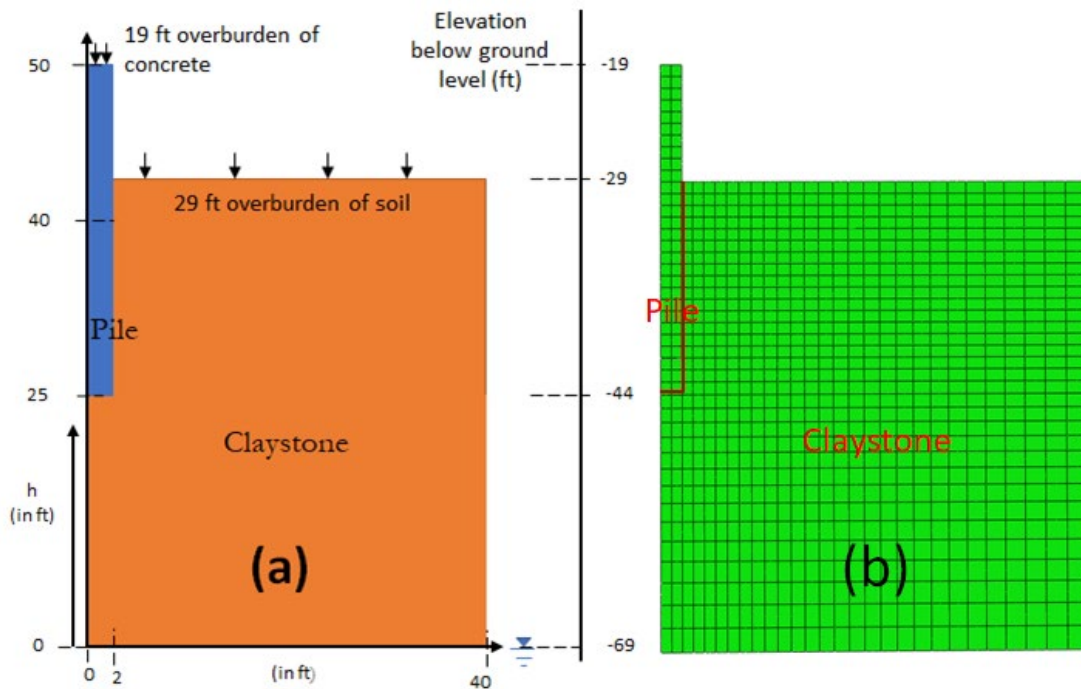 19 ft overburden of
concrete
Elevation
below ground
level (ft)
50
-19
29 ft overburden of soil
-29
40
Pile
Pile
25
-44
Claystone
Claystone
h
(in ft)
(a)
(b)
0
-69
0
2
(in ft)
40